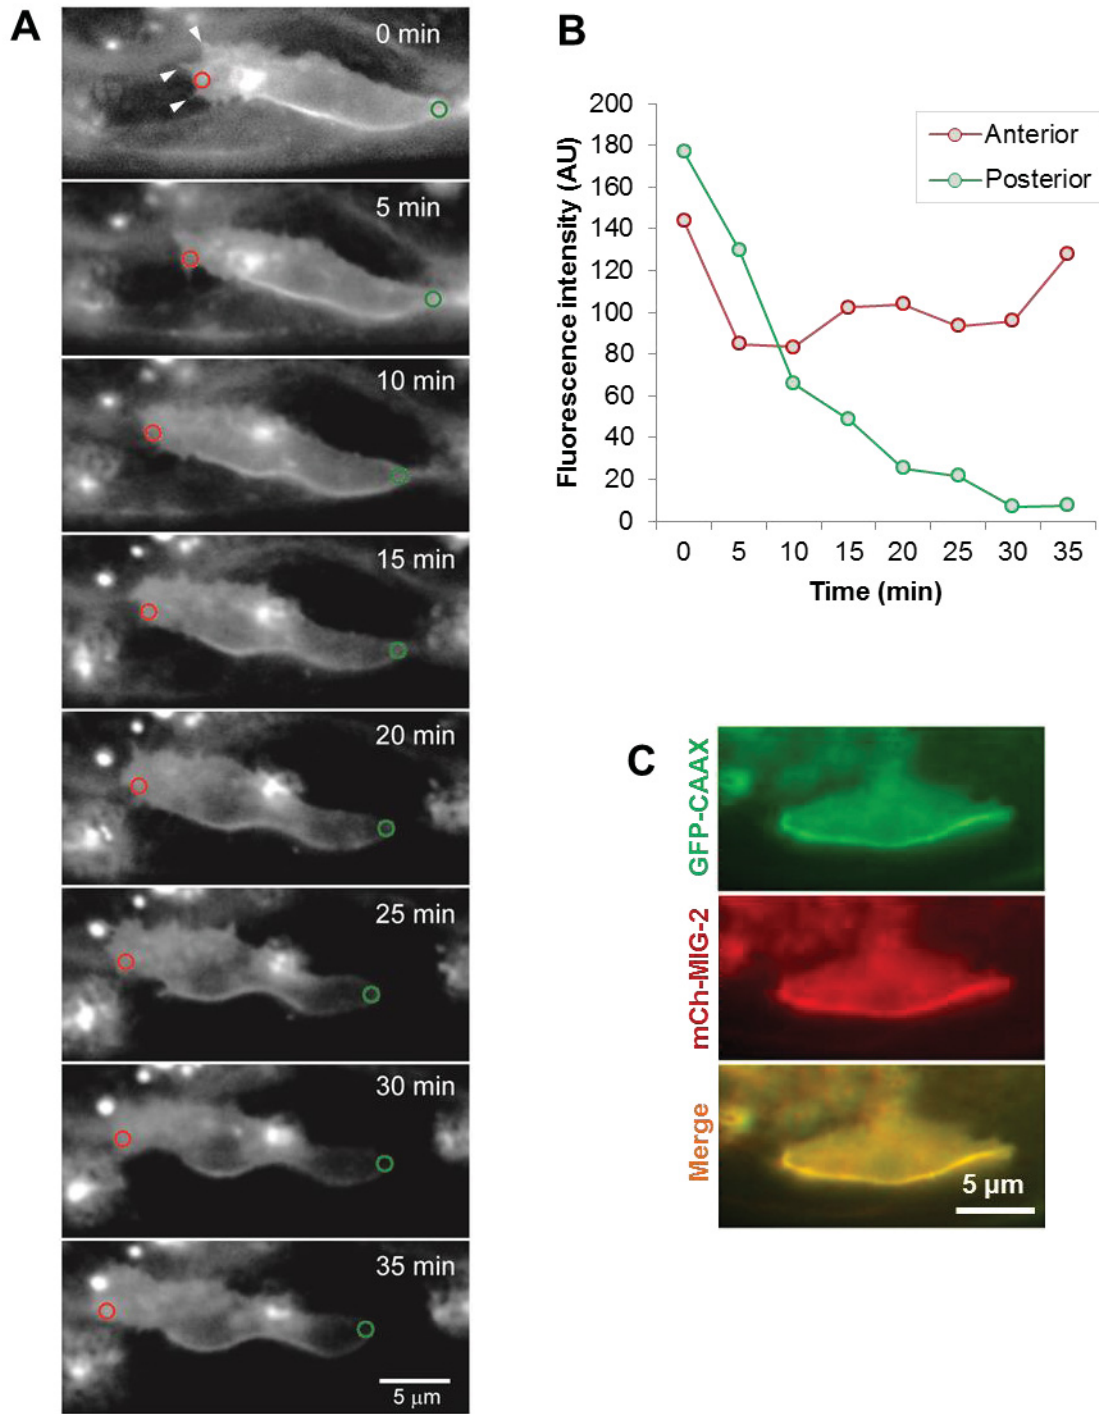 A
0 min
5 min
10 min
15 min
20 min
25 min
30 min
35 min
5 µm
B
Fluorescence intensity (AU)
200
180
160
140
120
100
80
60
40
20
0
0 5 10 15 20 25 30 35
Time (min)
Anterior
Posterior
C
GFP-CAAX
mCh-MIG-2
Merge
5 µm